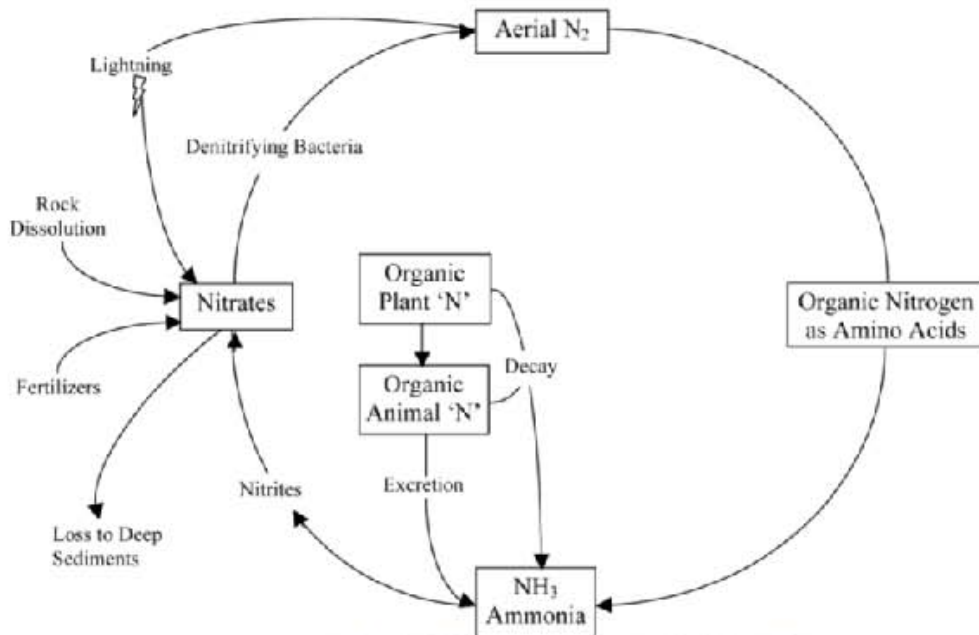 Aerial N₂
Lightning
Denitrifying Bacteria
Rock
Dissolution
Nitrates
Organic
Plant ‘N’
Organic Nitrogen
as Amino Acids
Fertilizers
Decay
Organic
Animal ‘N’
Nitrites
Excretion
Loss to Deep
Sediments
NH₃
Ammonia